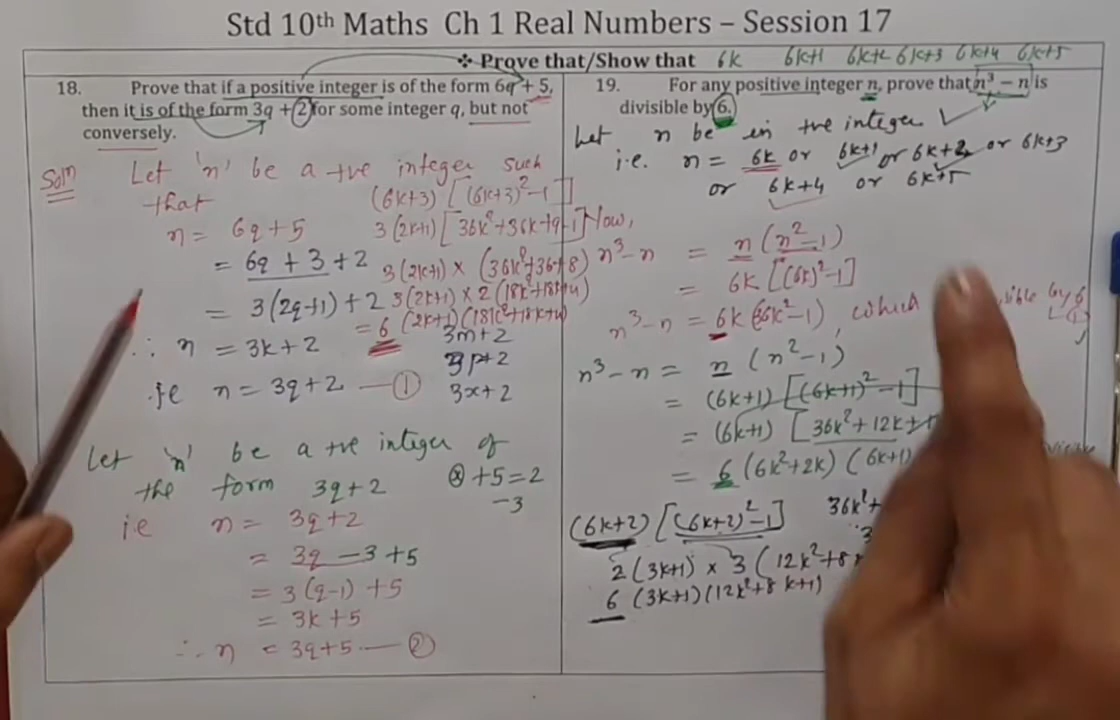 Std 10th Maths Ch 1 Real Numbers – Session 17
❖ Prove that/Show that 6k 6k+1 6k+2 6k+3 6k+4 6k+5
18. Prove that if a positive integer is of the form 6q + 5,
then it is of the form 3q + 2 for some integer q, but not
conversely.
Soln Let 'n' be a +ve integer such
that
n = 6q + 5
= 6q + 3 + 2
= 3(2q+1) + 2
∴ n = 3k + 2
ie n = 3q + 2 — ①
(6k+3) [(6k+3)² -1]
3(2k+1) [36k²+36k+9-1]
3(2k+1) × (36k²+36k+8)
3(2k+1) × 2(18k²+18k+4)
= 6 (2k+1)(18k²+18k+4)
3m+2
3p+2
3x+2
Let 'n' be a +ve integer of
the form 3q+2
+5=2
-3
i.e n = 3q+2
= 3q - 3 + 5
= 3(q-1) + 5
= 3k + 5
∴ n = 3q+5 — ②
19. For any positive integer n, prove that n³ – n is
divisible by 6.
Let n be +ve integer
i.e. n = 6k or 6k+1 or 6k+2 or 6k+3
or 6k+4 or 6k+5
Now,
n³ - n = n(n²-1)
= 6k [(6k)²-1]
n³ - n = 6k(36k²-1), which by 6
n³ - n = n (n²-1)
= (6k+1) [(6k+1)² -1]
= (6k+1) [36k² + 12k+1
= 6 (6k²+2k) (6k+1)
(6k+2) [(6k+2)² -1]
36k²+
2(3k+1) × 3 (12k²+8k
6 (3k+1) (12k²+8k+1)